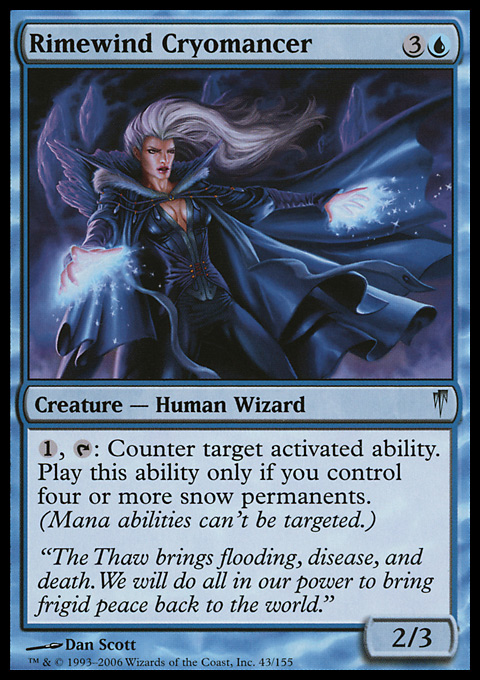 Rimewind Cryomancer 3
Creature — Human Wizard
1, : Counter target activated ability.
Play this ability only if you control
four or more snow permanents.
(Mana abilities can't be targeted.)
“The Thaw brings flooding, disease, and
death. We will do all in our power to bring
frigid peace back to the world.”
2/3
Dan Scott
™ & © 1993–2006 Wizards of the Coast, Inc. 43/155